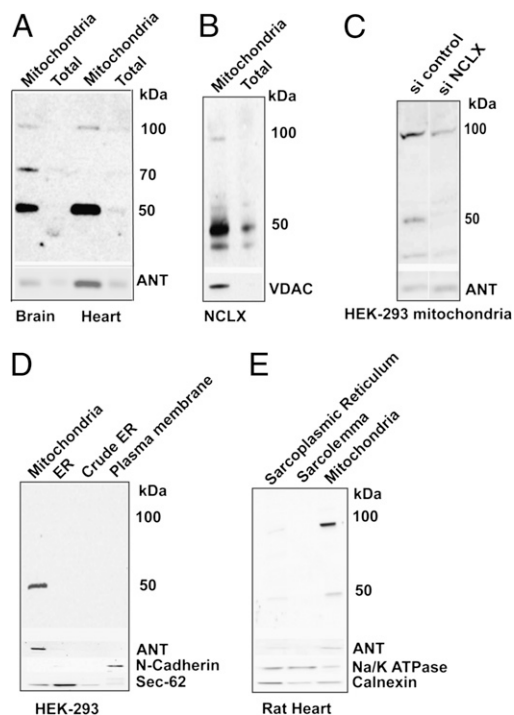 A
Mitochondria
Total
Mitochondria
Total
kDa
100
70
50
ANT
Brain
Heart
B
Mitochondria
Total
kDa
100
50
VDAC
NCLX
C
si control
si NCLX
kDa
100
50
ANT
HEK-293 mitochondria
D
Mitochondria
ER
Crude ER
Plasma membrane
kDa
100
50
ANT
N-Cadherin
Sec-62
HEK-293
E
Sarcoplasmic Reticulum
Sarcolemma
Mitochondria
kDa
100
50
ANT
Na/K ATPase
Calnexin
Rat Heart